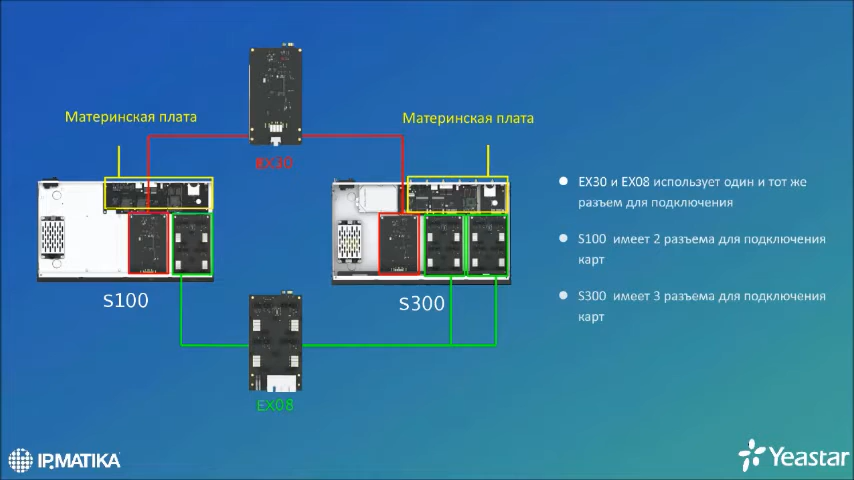 Материнская плата
Материнская плата
EX30
S100
S300
EX08
EX30 и EX08 использует один и тот же
разъем для подключения
S100 имеет 2 разъема для подключения
карт
S300 имеет 3 разъема для подключения
карт
IP.MATIKA
Yeastar